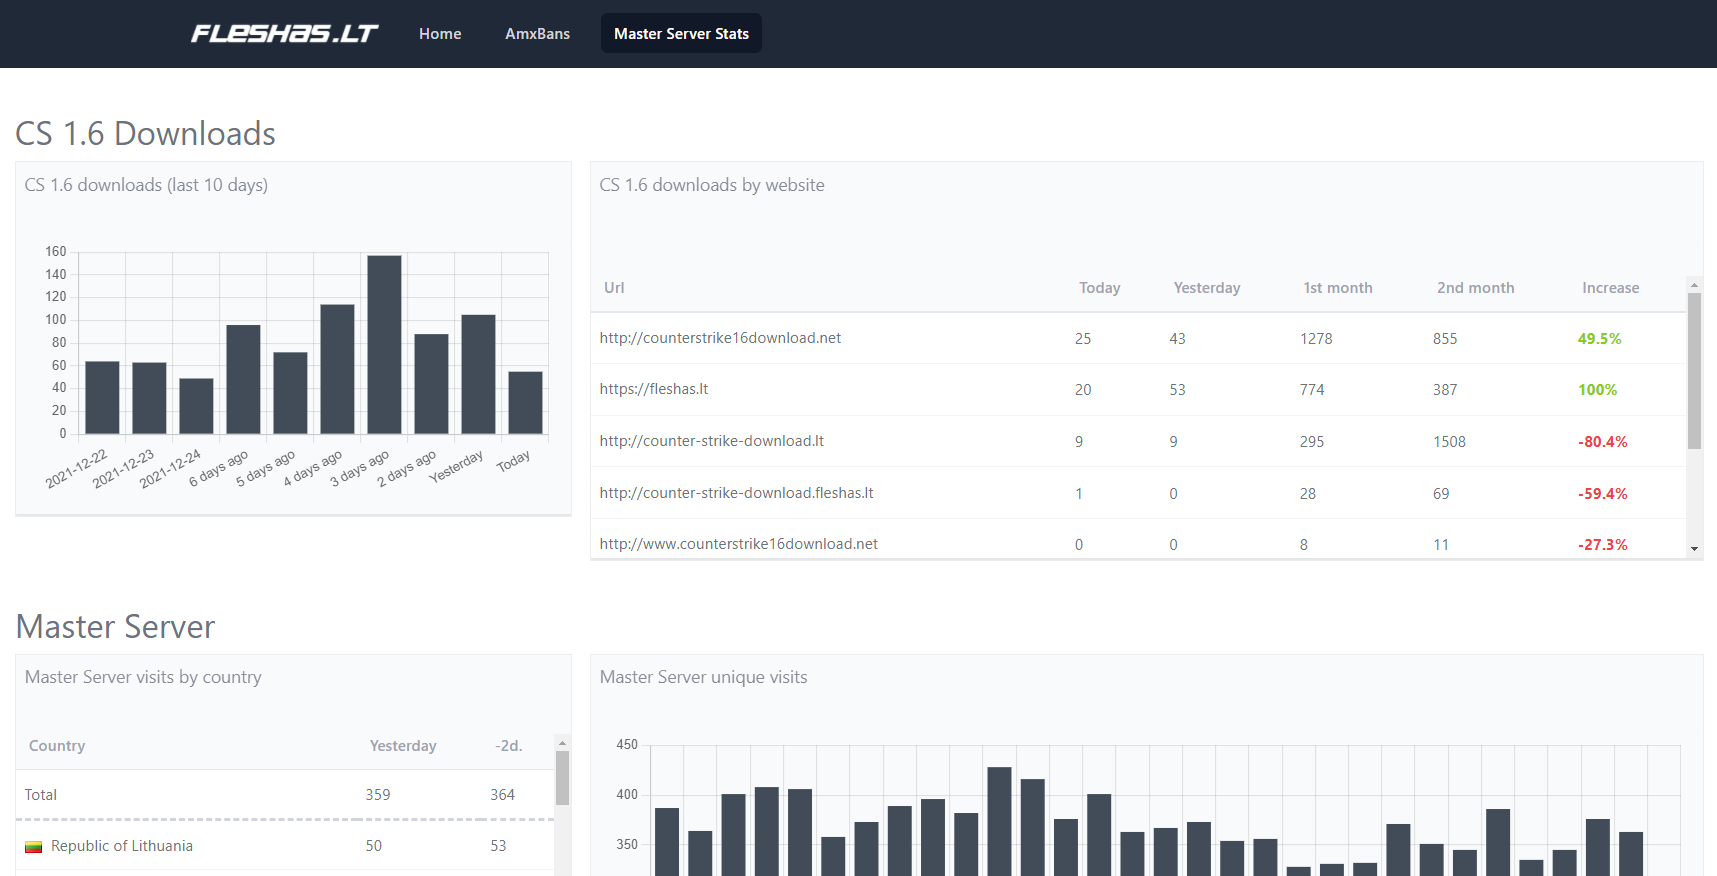 FLESHAS.LT Home AmxBans Master Server Stats
CS 1.6 Downloads
CS 1.6 downloads (last 10 days)
160
140
120
100
80
60
40
20
0
2021-12-22 2021-12-23 2021-12-24 6 days ago 5 days ago 4 days ago 3 days ago 2 days ago Yesterday Today
CS 1.6 downloads by website
Url Today Yesterday 1st month 2nd month Increase
http://counterstrike16download.net 25 43 1278 855 49.5%
https://fleshas.lt 20 53 774 387 100%
http://counter-strike-download.lt 9 9 295 1508 -80.4%
http://counter-strike-download.fleshas.lt 1 0 28 69 -59.4%
http://www.counterstrike16download.net 0 0 8 11 -27.3%
Master Server
Master Server visits by country
Country Yesterday -2d.
Total 359 364
Republic of Lithuania 50 53
Master Server unique visits
450
400
350